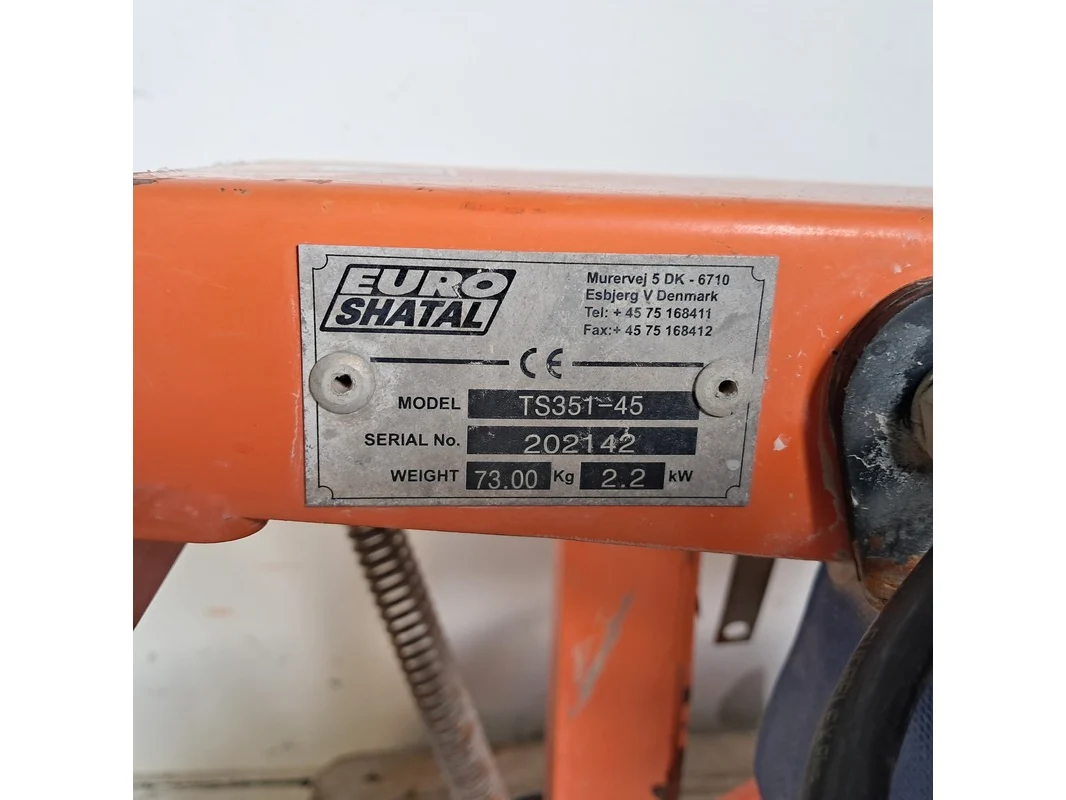 EURO
SHATAL
Murervej 5 DK - 6710
Esbjerg V Denmark
Tel: + 45 75 168411
Fax:+ 45 75 168412
CE
MODEL TS351-45
SERIAL No. 202142
WEIGHT 73.00 Kg 2.2 kW